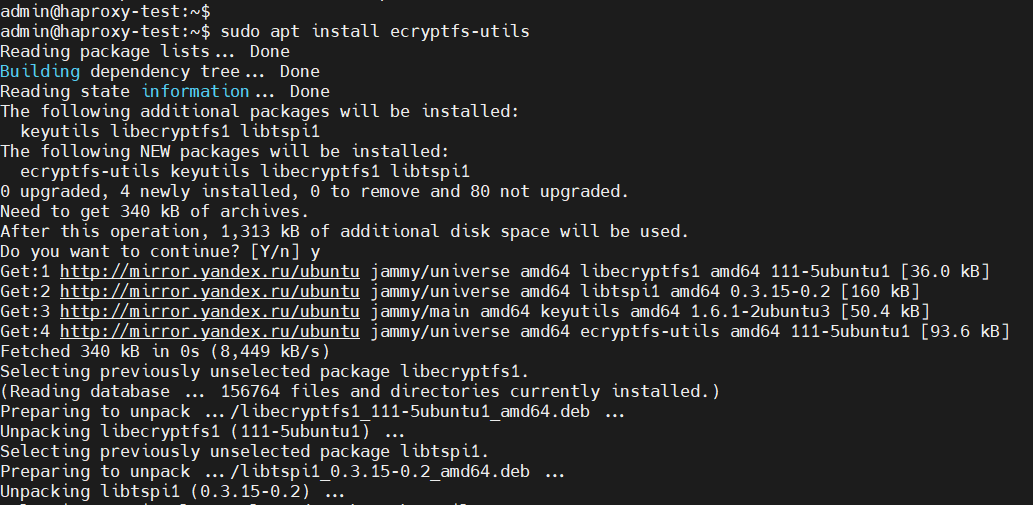 admin@haproxy-test:~$
admin@haproxy-test:~$ sudo apt install ecryptfs-utils
Reading package lists... Done
Building dependency tree... Done
Reading state information... Done
The following additional packages will be installed:
  keyutils libecryptfs1 libtspi1
The following NEW packages will be installed:
  ecryptfs-utils keyutils libecryptfs1 libtspi1
0 upgraded, 4 newly installed, 0 to remove and 80 not upgraded.
Need to get 340 kB of archives.
After this operation, 1,313 kB of additional disk space will be used.
Do you want to continue? [Y/n] y
Get:1 http://mirror.yandex.ru/ubuntu jammy/universe amd64 libecryptfs1 amd64 111-5ubuntu1 [36.0 kB]
Get:2 http://mirror.yandex.ru/ubuntu jammy/universe amd64 libtspi1 amd64 0.3.15-0.2 [160 kB]
Get:3 http://mirror.yandex.ru/ubuntu jammy/main amd64 keyutils amd64 1.6.1-2ubuntu3 [50.4 kB]
Get:4 http://mirror.yandex.ru/ubuntu jammy/universe amd64 ecryptfs-utils amd64 111-5ubuntu1 [93.6 kB]
Fetched 340 kB in 0s (8,449 kB/s)
Selecting previously unselected package libecryptfs1.
(Reading database ... 156764 files and directories currently installed.)
Preparing to unpack .../libecryptfs1_111-5ubuntu1_amd64.deb ...
Unpacking libecryptfs1 (111-5ubuntu1) ...
Selecting previously unselected package libtspi1.
Preparing to unpack .../libtspi1_0.3.15-0.2_amd64.deb ...
Unpacking libtspi1 (0.3.15-0.2) ...